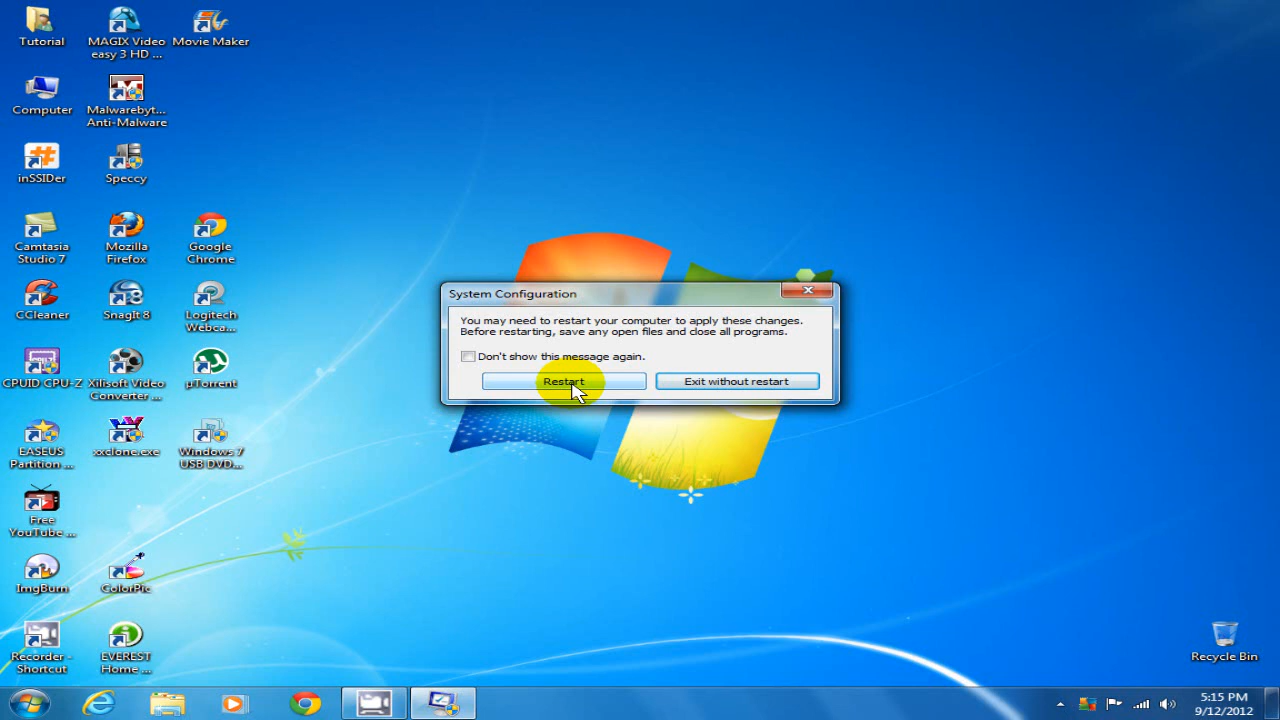 Tutorial
MAGIX Video
easy 3 HD ...
Movie Maker
Computer
Malwarebyt...
Anti-Malware
inSSIDer
Speccy
Camtasia
Studio 7
Mozilla
Firefox
Google
Chrome
CCleaner
SnagIt 8
Logitech
Webca...
CPUID CPU-Z
Xilisoft Video
Converter ...
µTorrent
EASEUS
Partition ...
xxclone.exe
Windows 7
USB DVD...
Free
YouTube ...
ImgBurn
ColorPic
Recorder -
Shortcut
EVEREST
Home ...
System Configuration
You may need to restart your computer to apply these changes.
Before restarting, save any open files and close all programs.
Don't show this message again.
Restart
Exit without restart
Recycle Bin
5:15 PM
9/12/2012